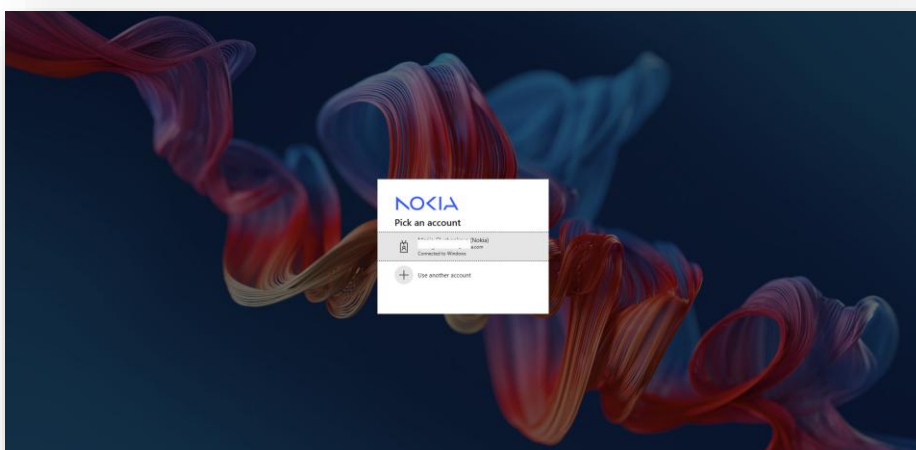 NOKIA
Pick an account
(Nokia)
Connected to Windows
Use another account